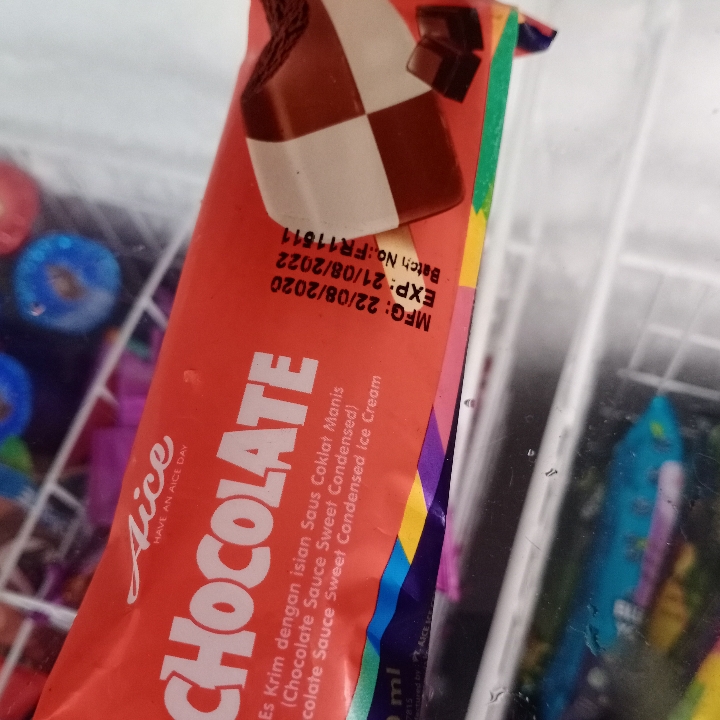 MFG: 22/08/2020
EXP: 21/08/2022
Batch No.:FR11511
Aice
HAVE AN AICE DAY
CHOCOLATE
Es Krim dengan isian Saus Coklat Manis
(Chocolate Sauce Sweet Condensed)
colate Sauce Sweet Condensed Ice Cream
ml